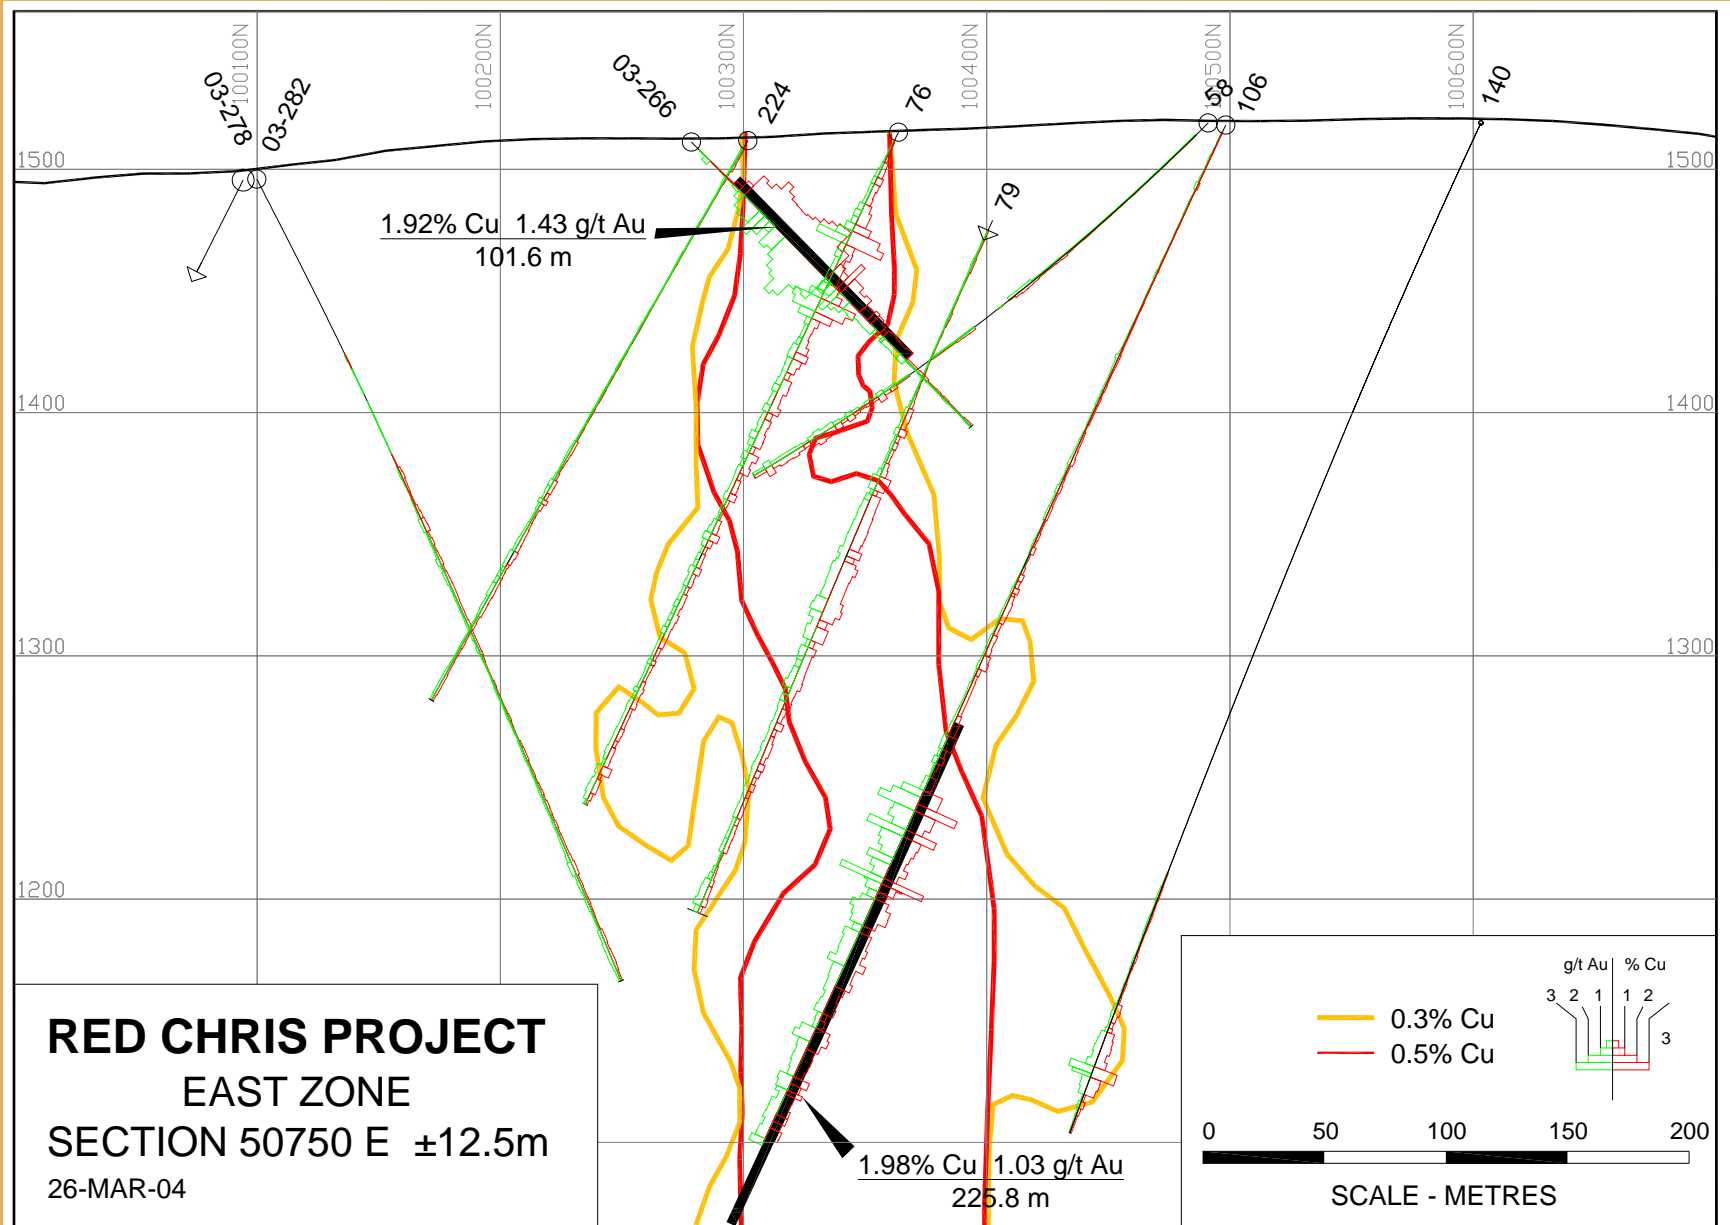 100100N
100200N
100300N
100400N
100500N
100600N
03-278
03-282
03-266
224
76
58
106
140
79
1500
1500
1.92% Cu 1.43 g/t Au
101.6 m
1400
1400
1300
1300
1200
RED CHRIS PROJECT
EAST ZONE
SECTION 50750 E ±12.5m
26-MAR-04
1.98% Cu 1.03 g/t Au
225.8 m
g/t Au % Cu
3 2 1 1 2
3
0.3% Cu
0.5% Cu
0 50 100 150 200
SCALE - METRES